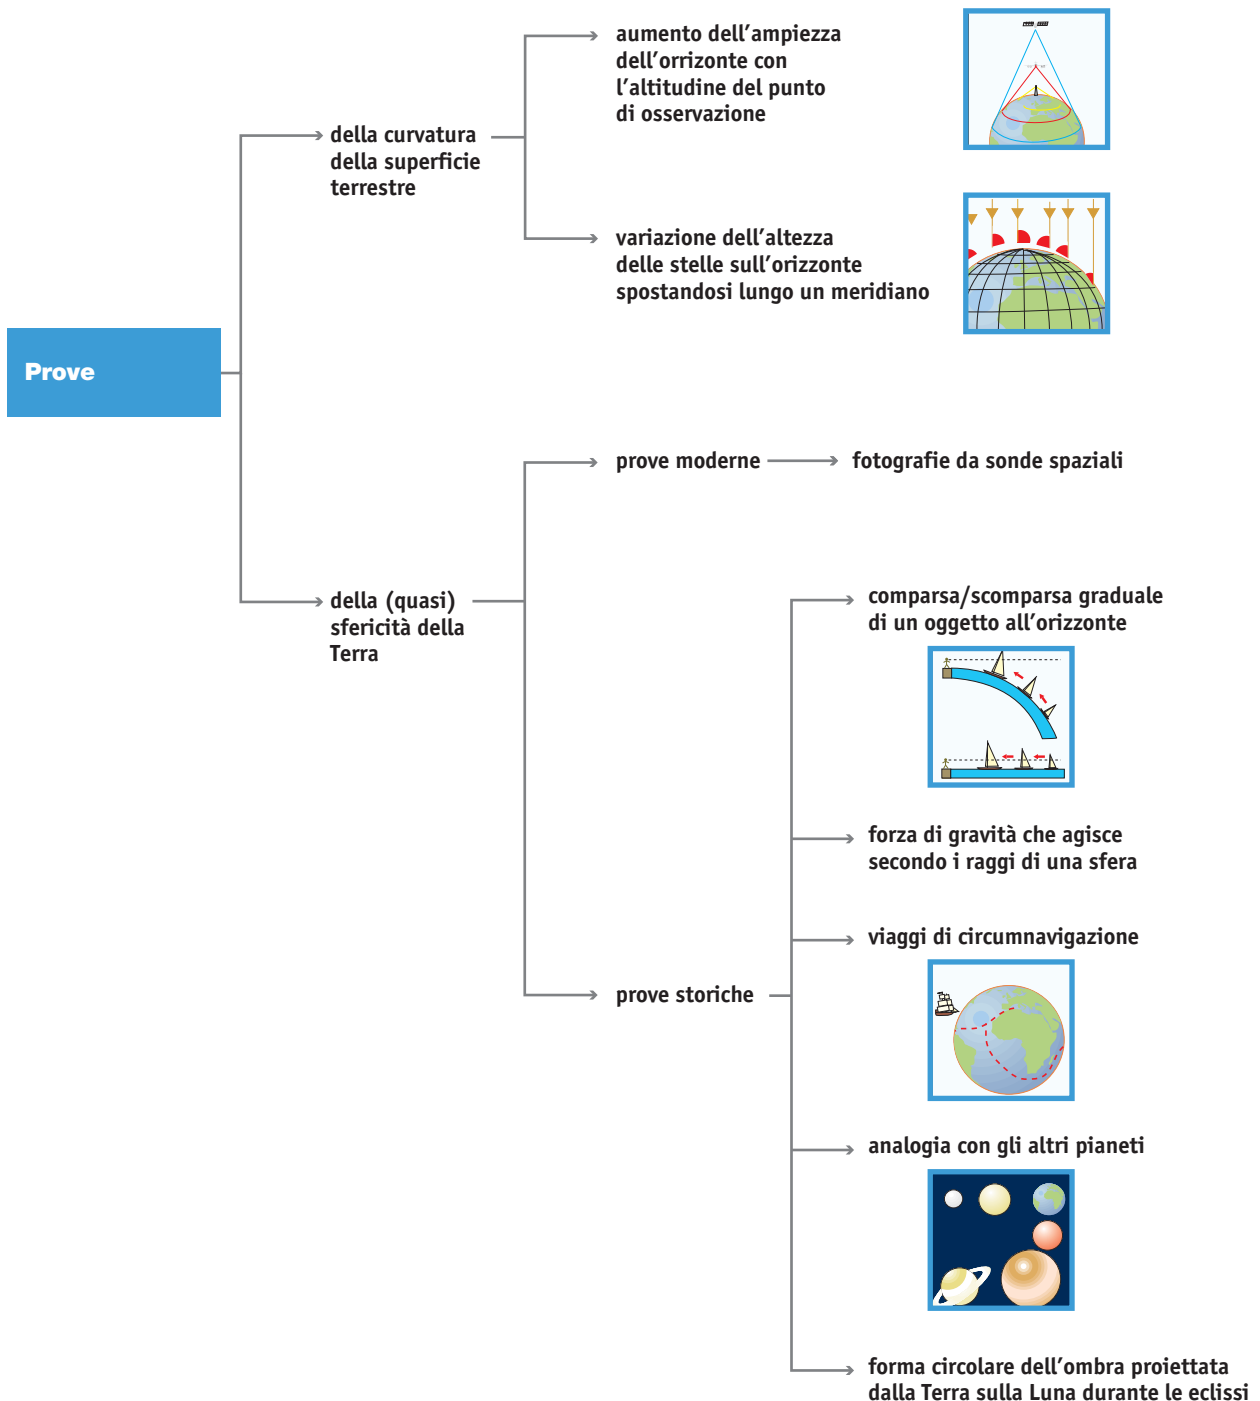 Prove
della curvatura
della superficie
terrestre
aumento dell’ampiezza
dell’orrizonte con
l’altitudine del punto
di osservazione
variazione dell’altezza
delle stelle sull’orizzonte
spostandosi lungo un meridiano
della (quasi)
sfericità della
Terra
prove moderne
fotografie da sonde spaziali
prove storiche
comparsa/scomparsa graduale
di un oggetto all’orizzonte
forza di gravità che agisce
secondo i raggi di una sfera
viaggi di circumnavigazione
analogia con gli altri pianeti
forma circolare dell’ombra proiettata
dalla Terra sulla Luna durante le eclissi